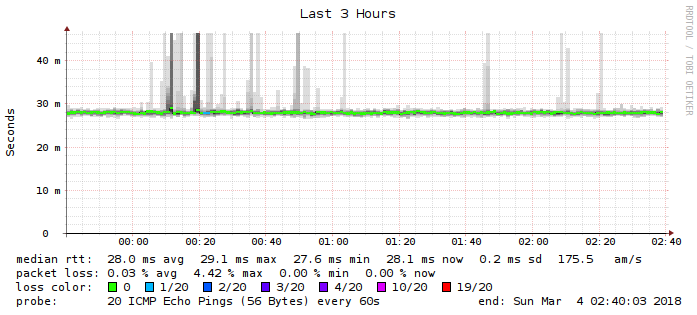 Last 3 Hours
RRDTOOL / TOBI OETIKER
Seconds
40 m
30 m
20 m
10 m
0
00:00 00:20 00:40 01:00 01:20 01:40 02:00 02:20 02:40
median rtt: 28.0 ms avg 29.1 ms max 27.6 ms min 28.1 ms now 0.2 ms sd 175.5 am/s
packet loss: 0.03 % avg 4.42 % max 0.00 % min 0.00 % now
loss color: 0 1/20 2/20 3/20 4/20 10/20 19/20
probe: 20 ICMP Echo Pings (56 Bytes) every 60s end: Sun Mar 4 02:40:03 2018